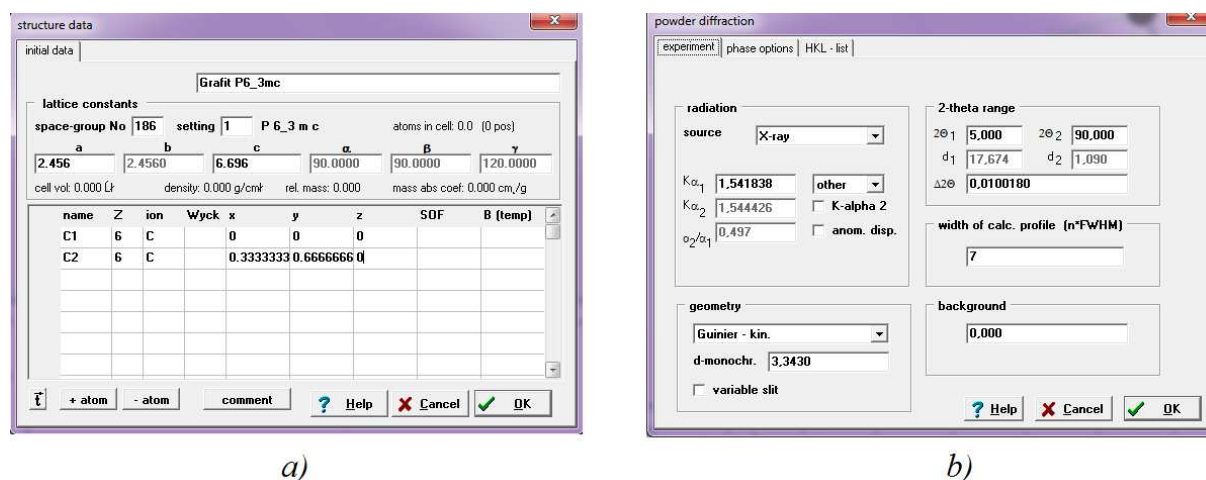 structure data
initial data
Grafit P6_3mc
lattice constants
space-group No 186 setting 1 P 6_3 m c atoms in cell: 0.0 (0 pos)
a b c α β γ
2.456 2.4560 6.696 90.0000 90.0000 120.0000
cell vol: 0.000 density: 0.000 g/cmł rel. mass: 0.000 mass abs coef: 0.000 cm˛/g
name Z ion Wyck x y z SOF B (temp)
C1 6 C 0 0 0
C2 6 C 0.3333333 0.6666666 0
t + atom - atom comment ? Help X Cancel OK
a)
powder diffraction
experiment phase options HKL - list
radiation
source X-ray
Kα1 1,541838 other
Kα2 1,544426 K-alpha 2
α2/α1 0,497 anom. disp.
geometry
Guinier - kin.
d-monochr. 3,3430
variable slit
2-theta range
2Θ1 5,000 2Θ2 90,000
d1 17,674 d2 1,090
Δ2Θ 0,0100180
width of calc. profile (n*FWHM)
7
background
0,000
? Help X Cancel OK
b)